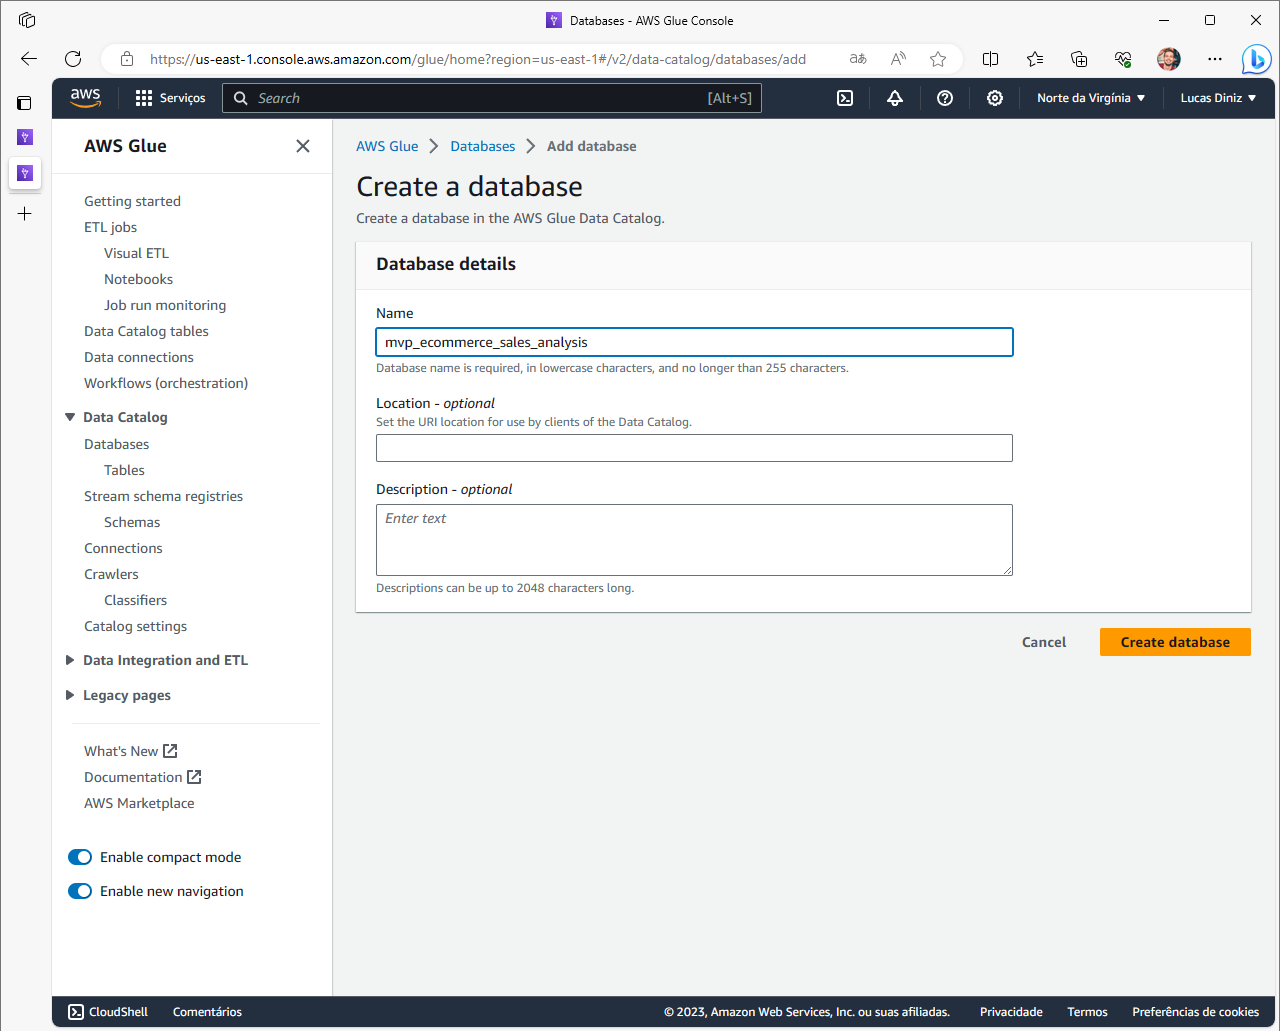 Databases - AWS Glue Console
https://us-east-1.console.aws.amazon.com/glue/home?region=us-east-1#/v2/data-catalog/databases/add
aws
Serviços
Search
[Alt+S]
Norte da Virgínia
Lucas Diniz
AWS Glue
Getting started
ETL jobs
Visual ETL
Notebooks
Job run monitoring
Data Catalog tables
Data connections
Workflows (orchestration)
Data Catalog
Databases
Tables
Stream schema registries
Schemas
Connections
Crawlers
Classifiers
Catalog settings
Data Integration and ETL
Legacy pages
What's New
Documentation
AWS Marketplace
Enable compact mode
Enable new navigation
AWS Glue
Databases
Add database
Create a database
Create a database in the AWS Glue Data Catalog.
Database details
Name
mvp_ecommerce_sales_analysis
Database name is required, in lowercase characters, and no longer than 255 characters.
Location - optional
Set the URI location for use by clients of the Data Catalog.
Description - optional
Enter text
Descriptions can be up to 2048 characters long.
Cancel
Create database
CloudShell
Comentários
© 2023, Amazon Web Services, Inc. ou suas afiliadas.
Privacidade
Termos
Preferências de cookies